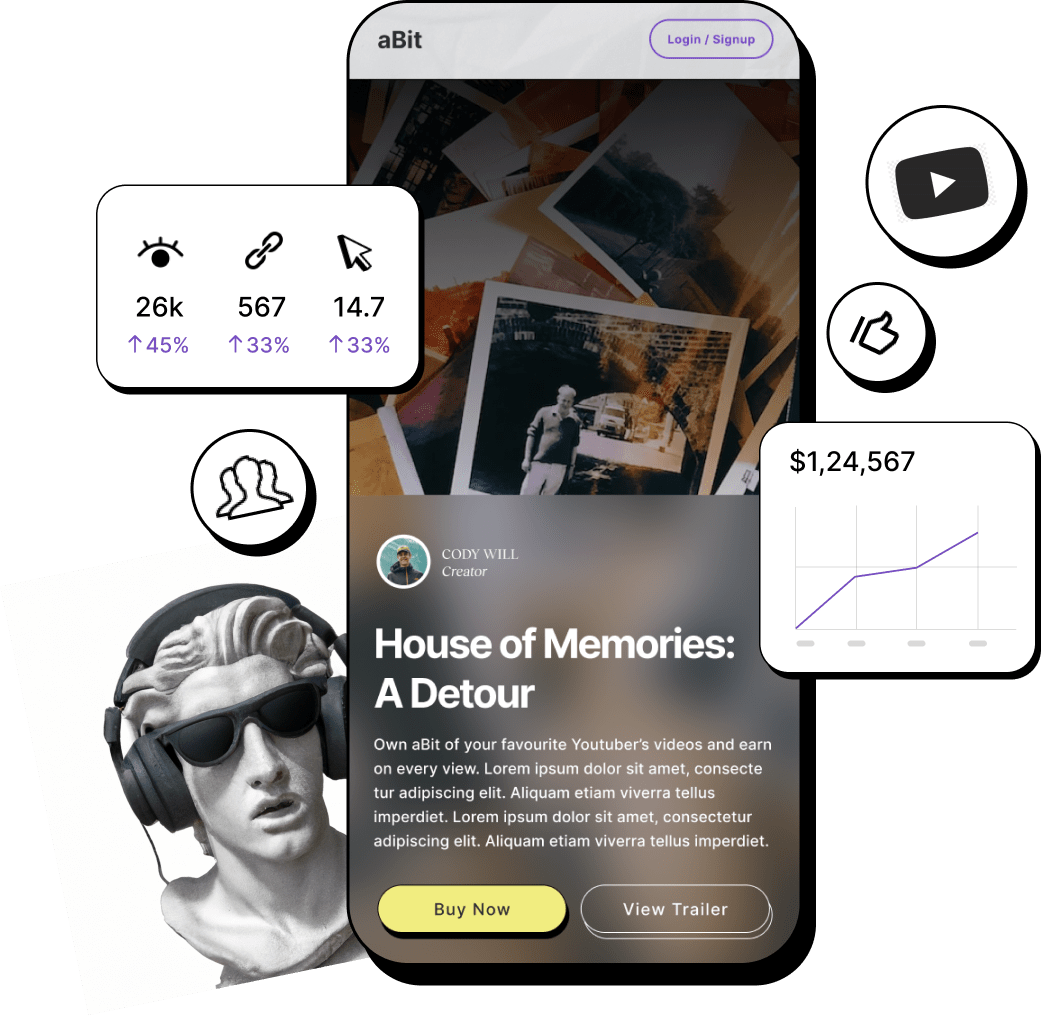 aBit
Login / Signup
26k
567
14.7
↑45%
↑33%
↑33%
$1,24,567
CODY WILL
Creator
House of Memories:
A Detour
Own aBit of your favourite Youtuber’s videos and earn
on every view. Lorem ipsum dolor sit amet, consecte
tur adipiscing elit. Aliquam etiam viverra tellus
imperdiet. Lorem ipsum dolor sit amet, consectetur
adipiscing elit. Aliquam etiam viverra tellus imperdiet.
Buy Now
View Trailer